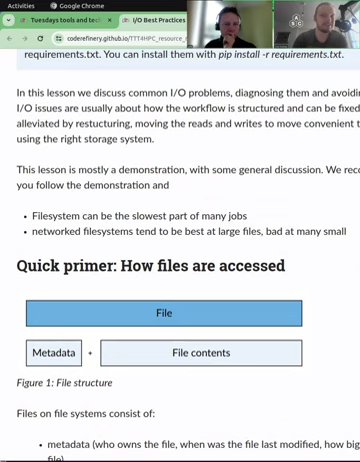 Activities Google Chrome
Tuesdays tools and tec
I/O Best Practices
coderefinery.github.io/TTT4HPC_resource_
requirements.txt. You can install them with pip install -r requirements.txt.
In this lesson we discuss common I/O problems, diagnosing them and avoidi
I/O issues are usually about how the workflow is structured and can be fixed
alleviated by restucturing, moving the reads and writes to move convenient t
using the right storage system.
This lesson is mostly a demonstration, with some general discussion. We reco
you follow the demonstration and
• Filesystem can be the slowest part of many jobs
• networked filesystems tend to be best at large files, bad at many small
Quick primer: How files are accessed
File
Metadata + File contents
Figure 1: File structure
Files on file systems consist of:
• metadata (who owns the file, when was the file last modified, how big
file)